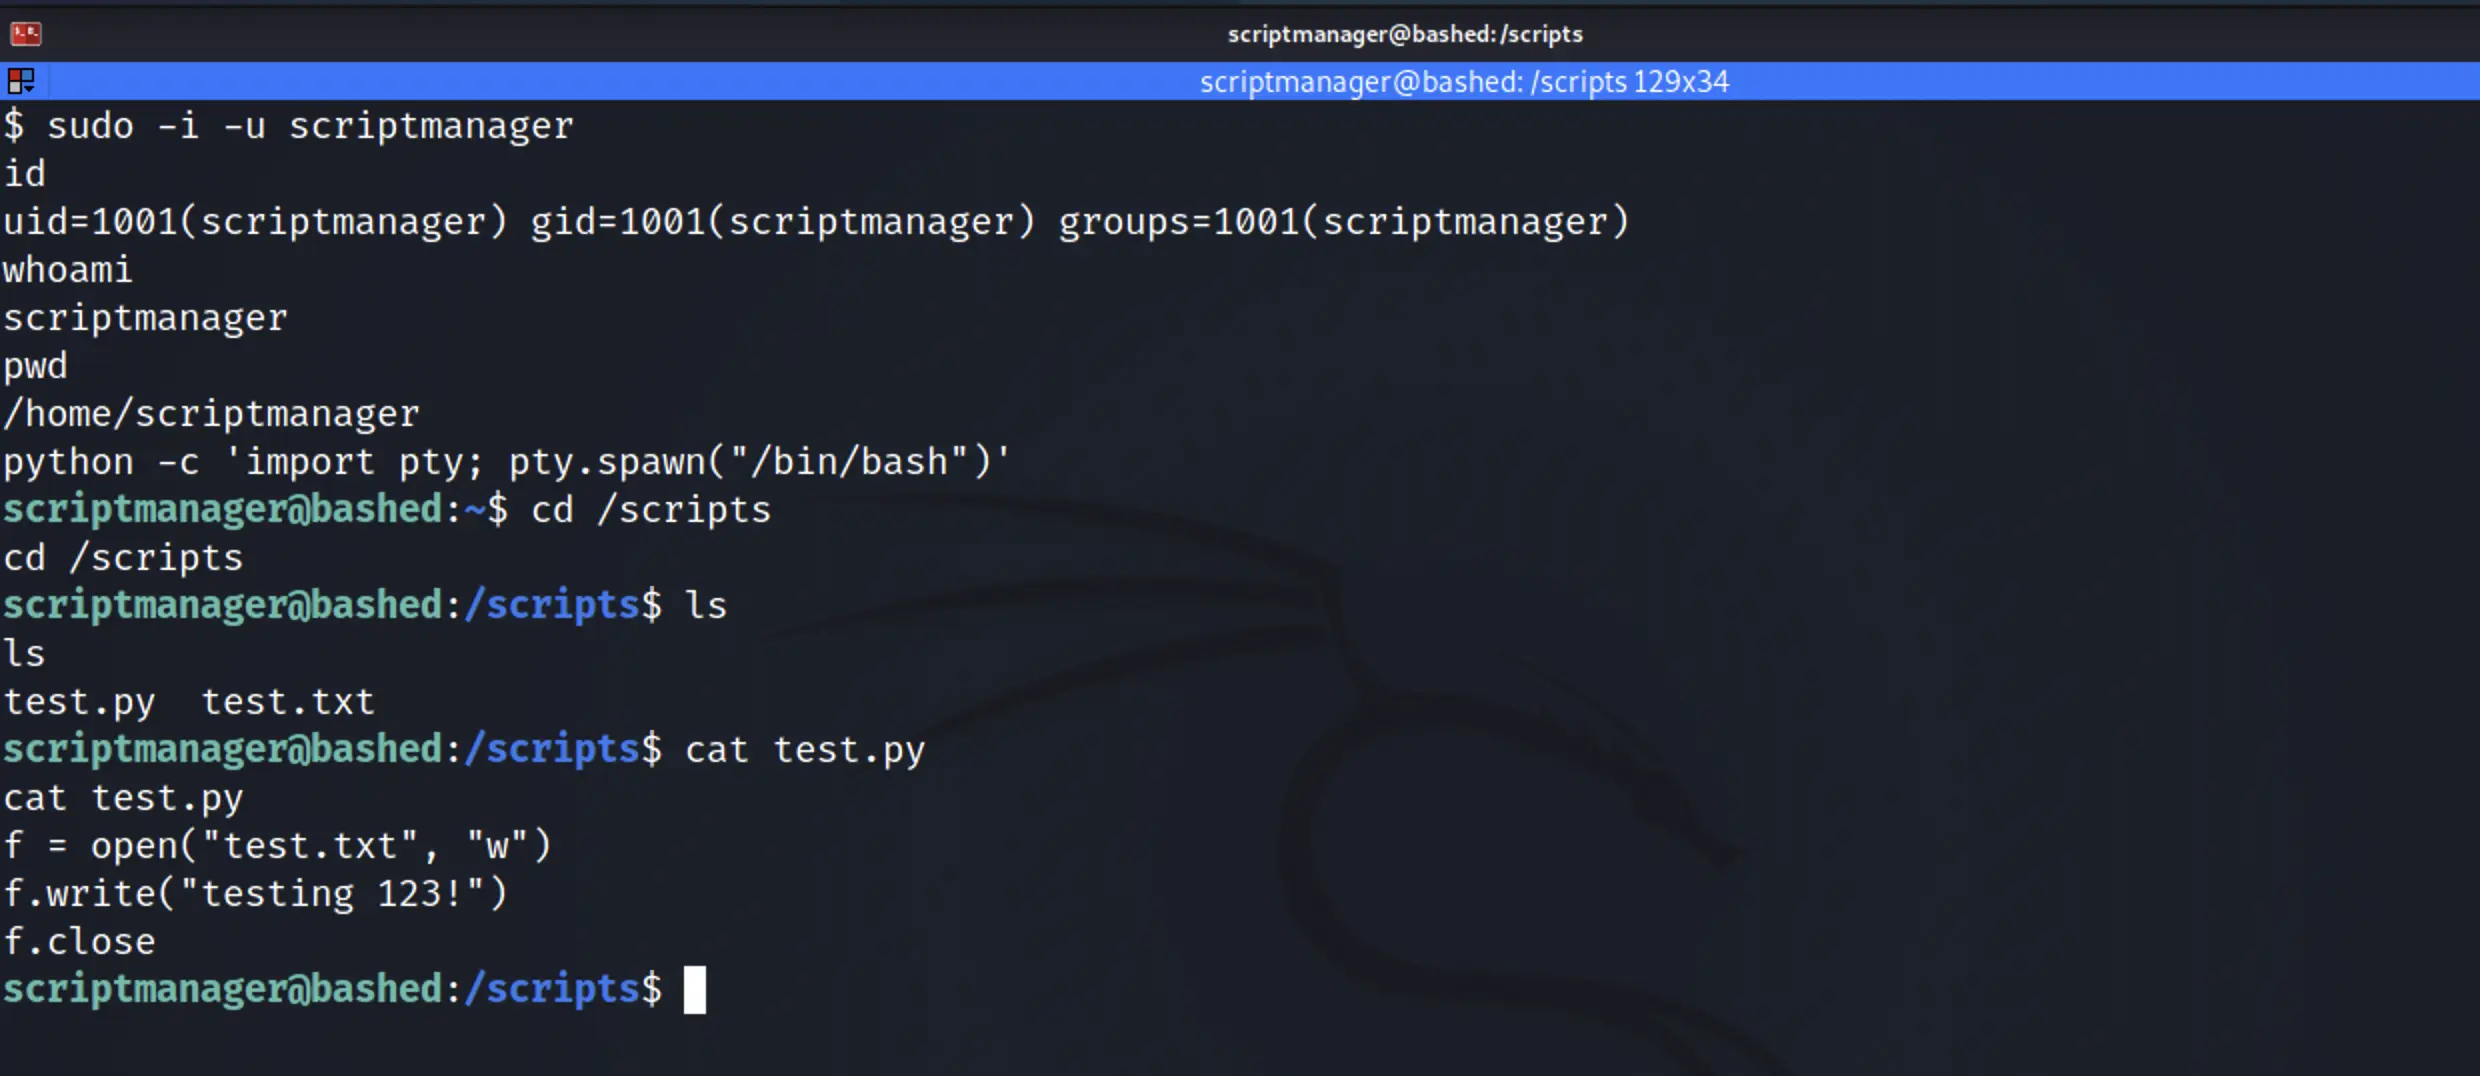 scriptmanager@bashed:/scripts
scriptmanager@bashed: /scripts 129x34
$ sudo -i -u scriptmanager
id
uid=1001(scriptmanager) gid=1001(scriptmanager) groups=1001(scriptmanager)
whoami
scriptmanager
pwd
/home/scriptmanager
python -c 'import pty; pty.spawn("/bin/bash")'
scriptmanager@bashed:~$ cd /scripts
cd /scripts
scriptmanager@bashed:/scripts$ ls
ls
test.py  test.txt
scriptmanager@bashed:/scripts$ cat test.py
cat test.py
f = open("test.txt", "w")
f.write("testing 123!")
f.close
scriptmanager@bashed:/scripts$